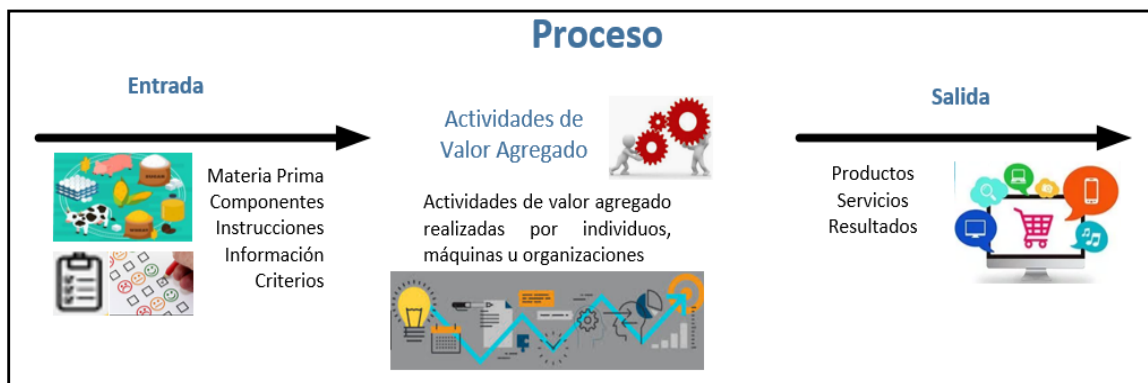 Proceso
Entrada
Materia Prima
Componentes
Instrucciones
Información
Criterios
Actividades de
Valor Agregado
Actividades de valor agregado
realizadas por individuos,
máquinas u organizaciones
Salida
Productos
Servicios
Resultados
SUGAR